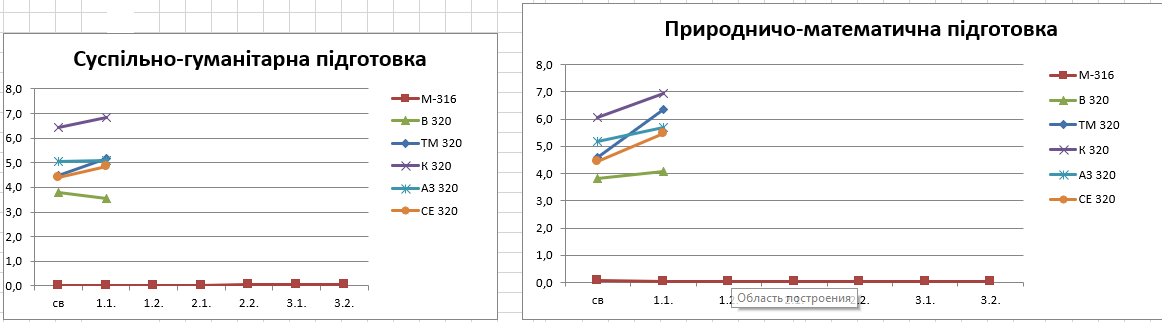 Суспільно-гуманітарна підготовка
8,0
7,0
6,0
5,0
4,0
3,0
2,0
1,0
0,0
св 1.1. 1.2. 2.1. 2.2. 3.1. 3.2.
М-316
В 320
ТМ 320
К 320
АЗ 320
СЕ 320
Природничо-математична підготовка
8,0
7,0
6,0
5,0
4,0
3,0
2,0
1,0
0,0
св 1.1. 3.1. 3.2.
Область построения
М-316
В 320
ТМ 320
К 320
АЗ 320
СЕ 320